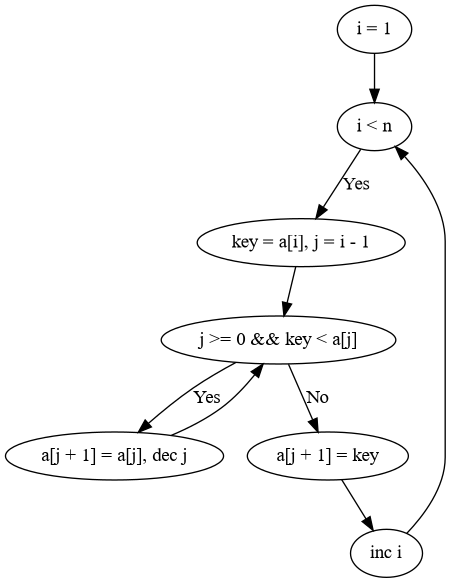 i = 1
i < n
Yes
key = a[i], j = i - 1
j >= 0 && key < a[j]
Yes
No
a[j + 1] = a[j], dec j
a[j + 1] = key
inc i